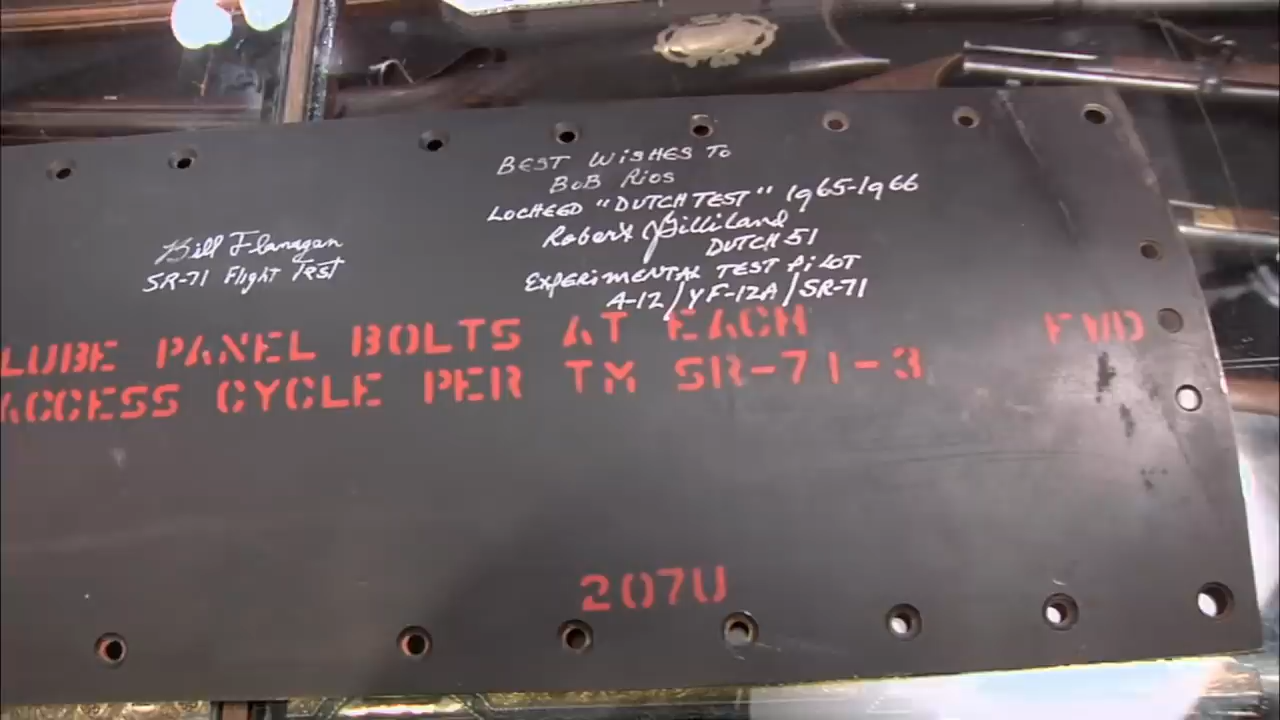 BEST WISHES TO
BOB RIOS
LOCHEED "DUTCH TEST" 1965-1966
Robert J Gilliland
DUTCH 51
EXPERIMENTAL TEST PILOT
A-12/YF-12A/SR-71
Bill Flanagan
SR-71 Flight Test
LUBE PANEL BOLTS AT EACH
ACCESS CYCLE PER TM SR-71-3
FWD
207U